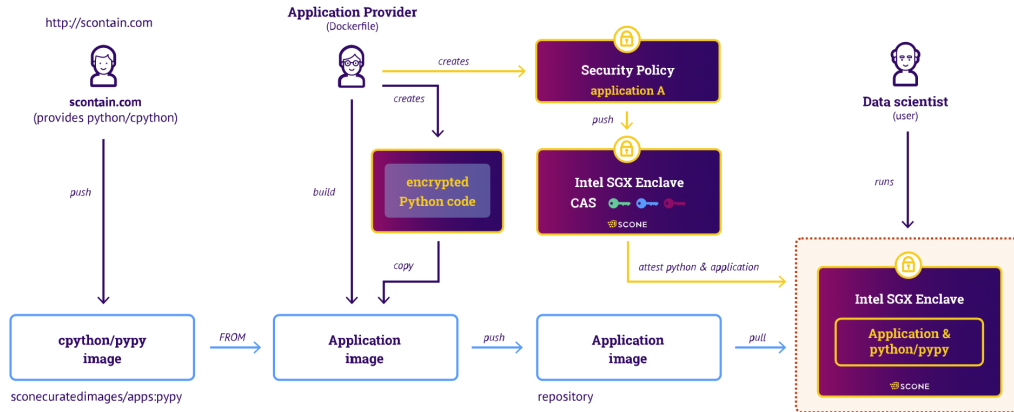 http://scontain.com
scontain.com
(provides python/cpython)
push
cpython/pypy
image
sconecuratedimages/apps:pypy
FROM
Application Provider
(Dockerfile)
creates
creates
build
encrypted
Python code
copy
Application
image
push
Security Policy
application A
push
Intel SGX Enclave
CAS
SCONE
attest python & application
Application
image
repository
pull
Data scientist
(user)
runs
Intel SGX Enclave
Application &
python/pypy
SCONE